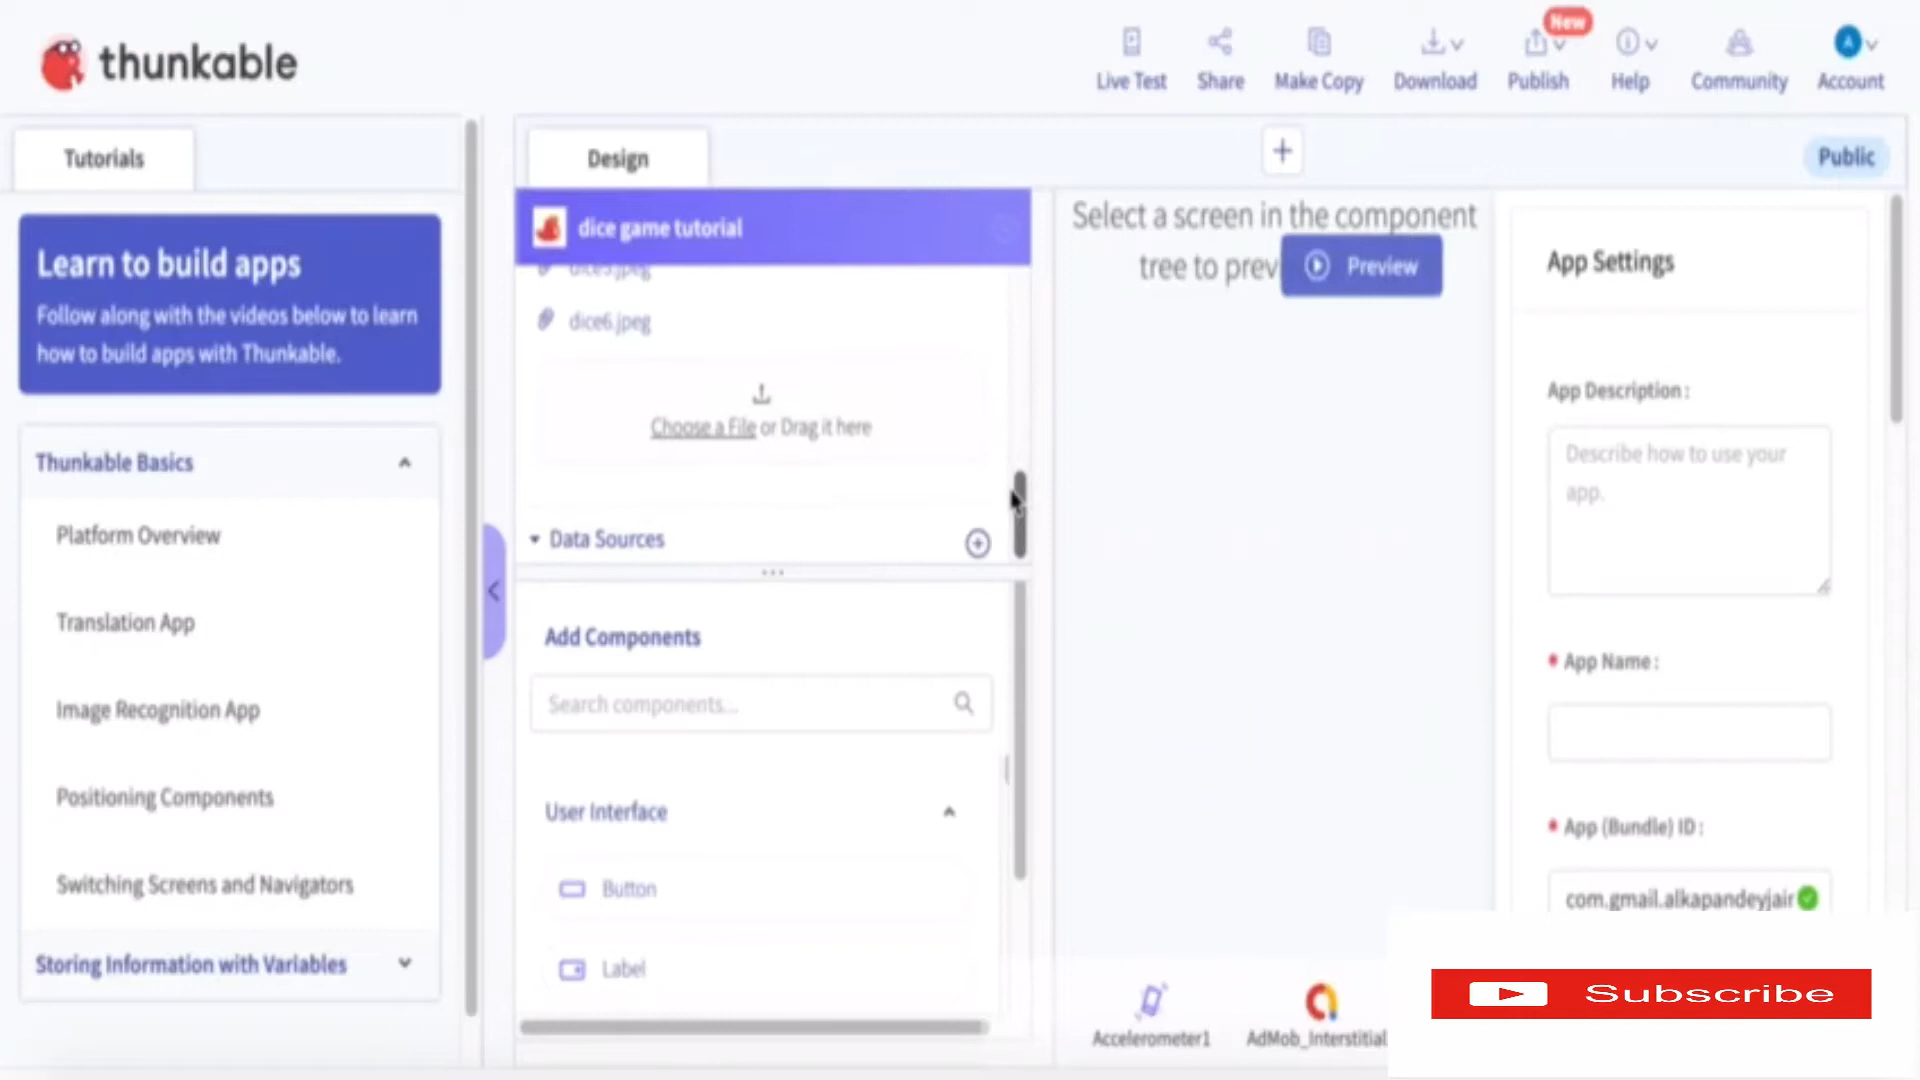 thunkable
New
Live Test
Share
Make Copy
Download
Publish
Help
Community
A
Account
Tutorials
Learn to build apps
Follow along with the videos below to learn
how to build apps with Thunkable.
Thunkable Basics
Platform Overview
Translation App
Image Recognition App
Positioning Components
Switching Screens and Navigators
Storing Information with Variables
Design
+
Public
dice game tutorial
dice5.jpeg
dice6.jpeg
Choose a File or Drag it here
Data Sources
Add Components
Search components...
User Interface
Button
Label
Select a screen in the component
tree to prev
Preview
Accelerometer1
AdMob_Interstitial
App Settings
App Description :
Describe how to use your
app.
* App Name :
* App (Bundle) ID :
com.gmail.alkapandeyjair
Subscribe